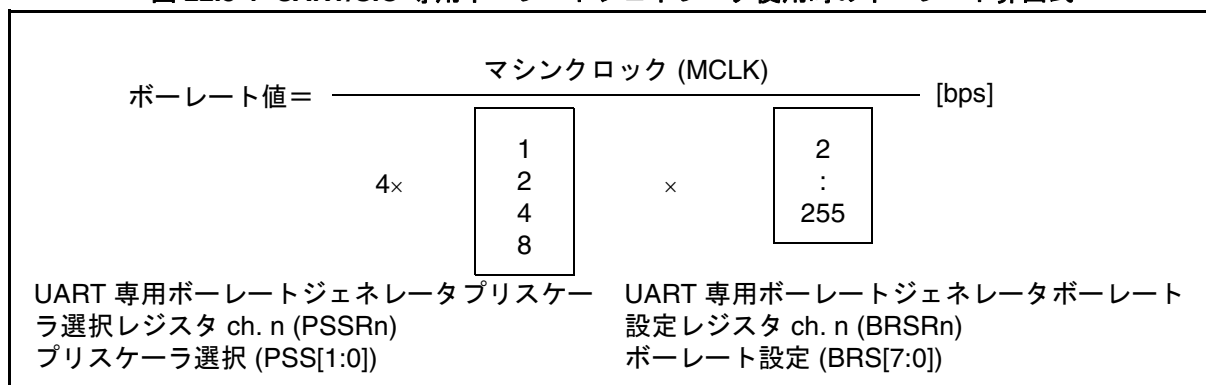 マシンクロック (MCLK)
ボーレート値＝
[bps]
4×
1
2
4
8
×
2
:
255
UART 専用ボーレートジェネレータプリスケー
ラ選択レジスタ ch. n (PSSRn)
プリスケーラ選択 (PSS[1:0])
UART 専用ボーレートジェネレータボーレート
設定レジスタ ch. n (BRSRn)
ボーレート設定 (BRS[7:0])